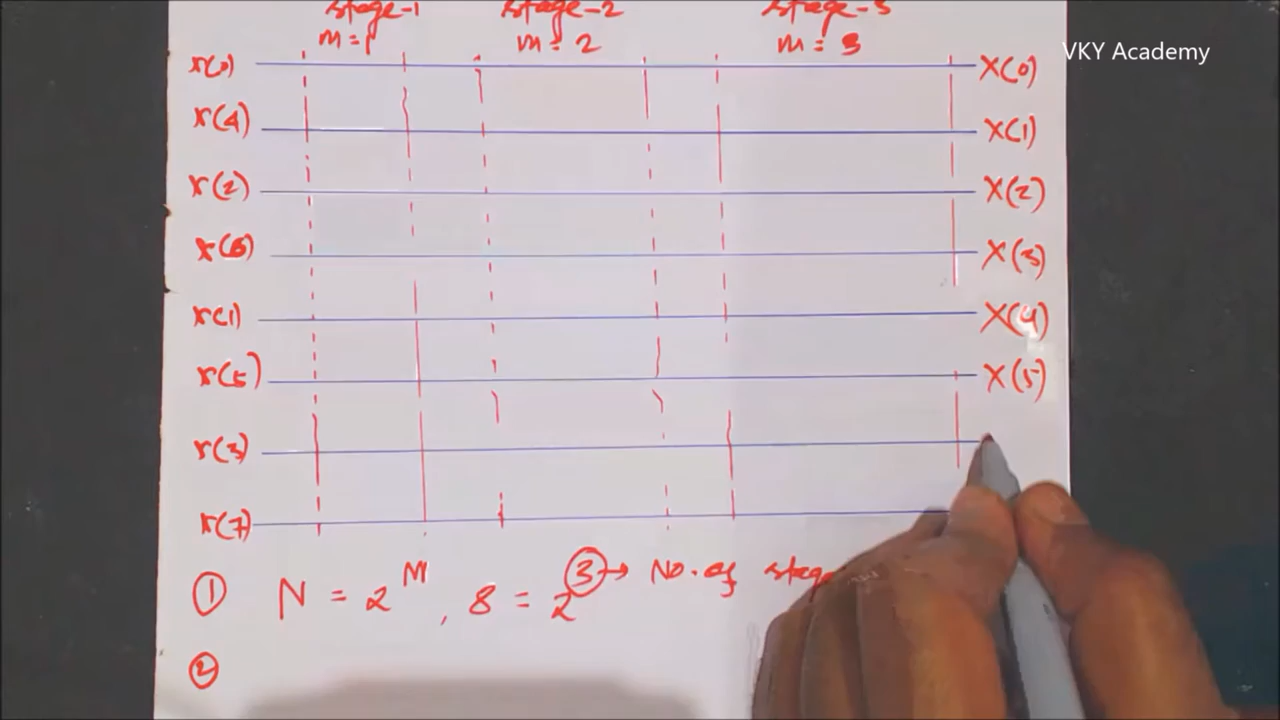 stage-1 stage-2 stage-3
m=1 m=2 m=3
VKY Academy
x(0) X(0)
x(4) X(1)
x(2) X(2)
x(6) X(3)
x(1) X(4)
x(5) X(5)
x(3)
x(7)
① N = 2^M , 8 = 2^③ → No. of
②